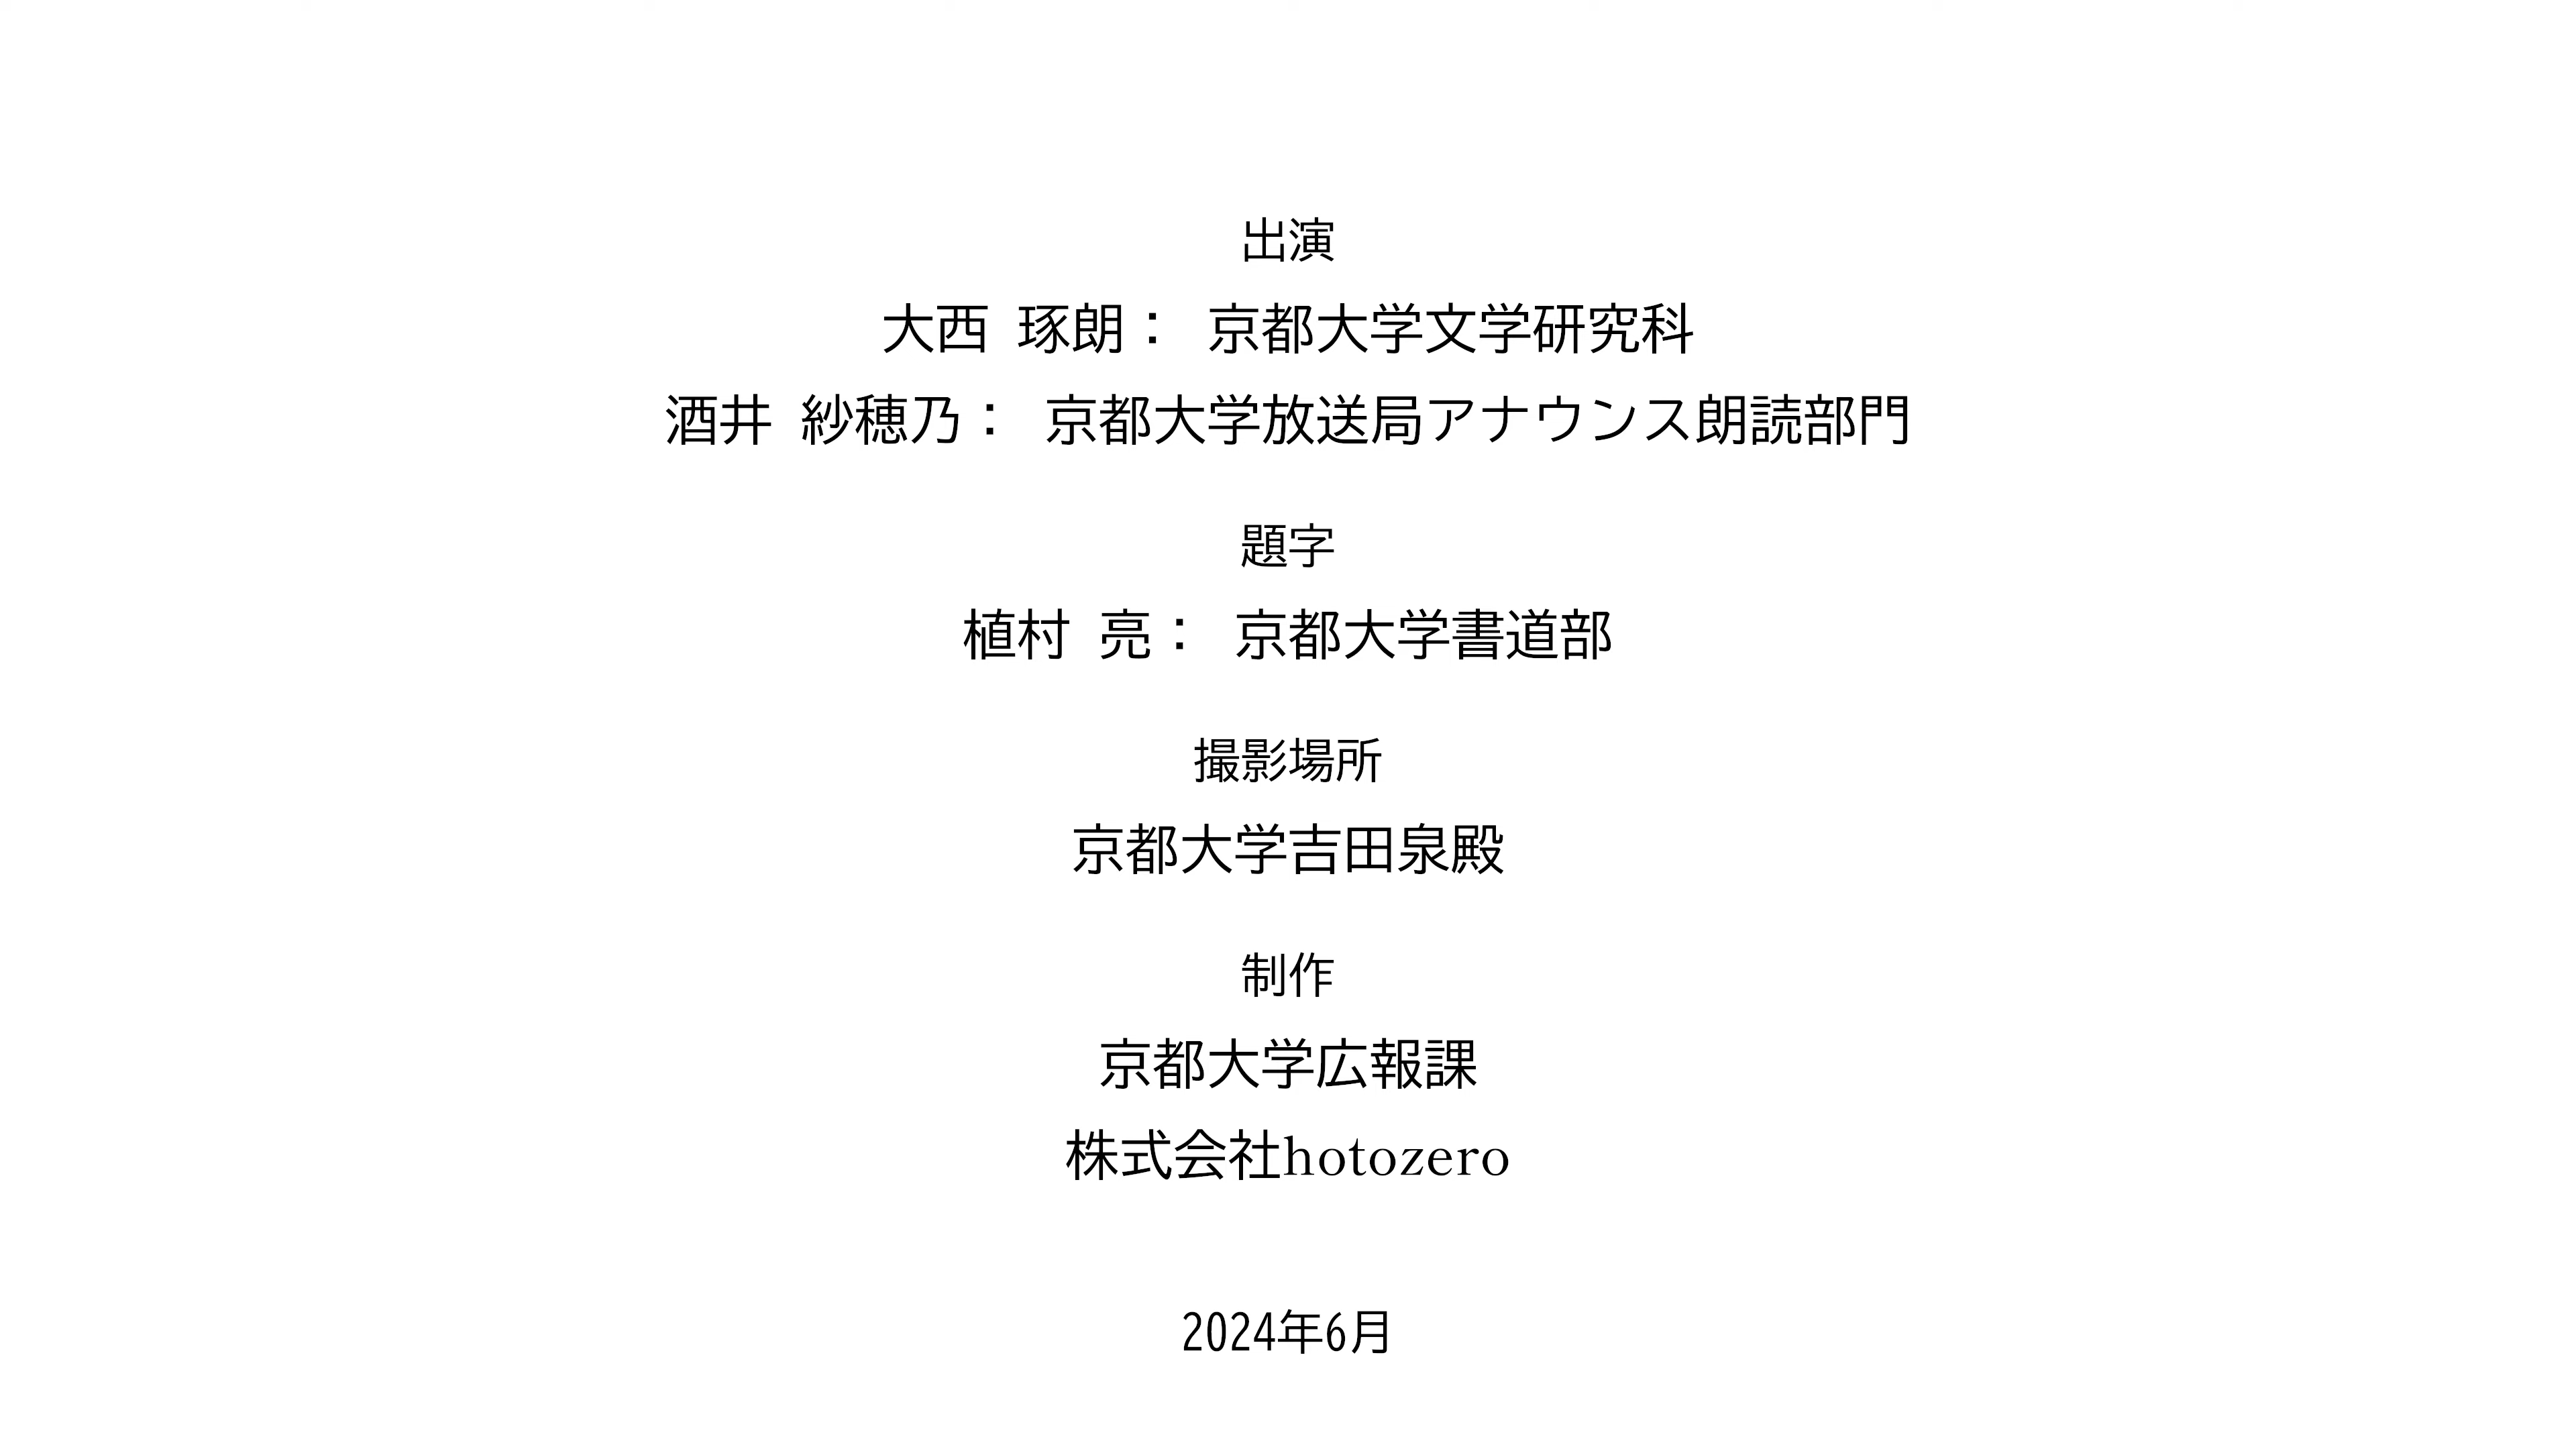 出演
大西 琢朗： 京都大学文学研究科
酒井 紗穂乃： 京都大学放送局アナウンス朗読部門
題字
植村 亮： 京都大学書道部
撮影場所
京都大学吉田泉殿
制作
京都大学広報課
株式会社hotozero
2024年6月